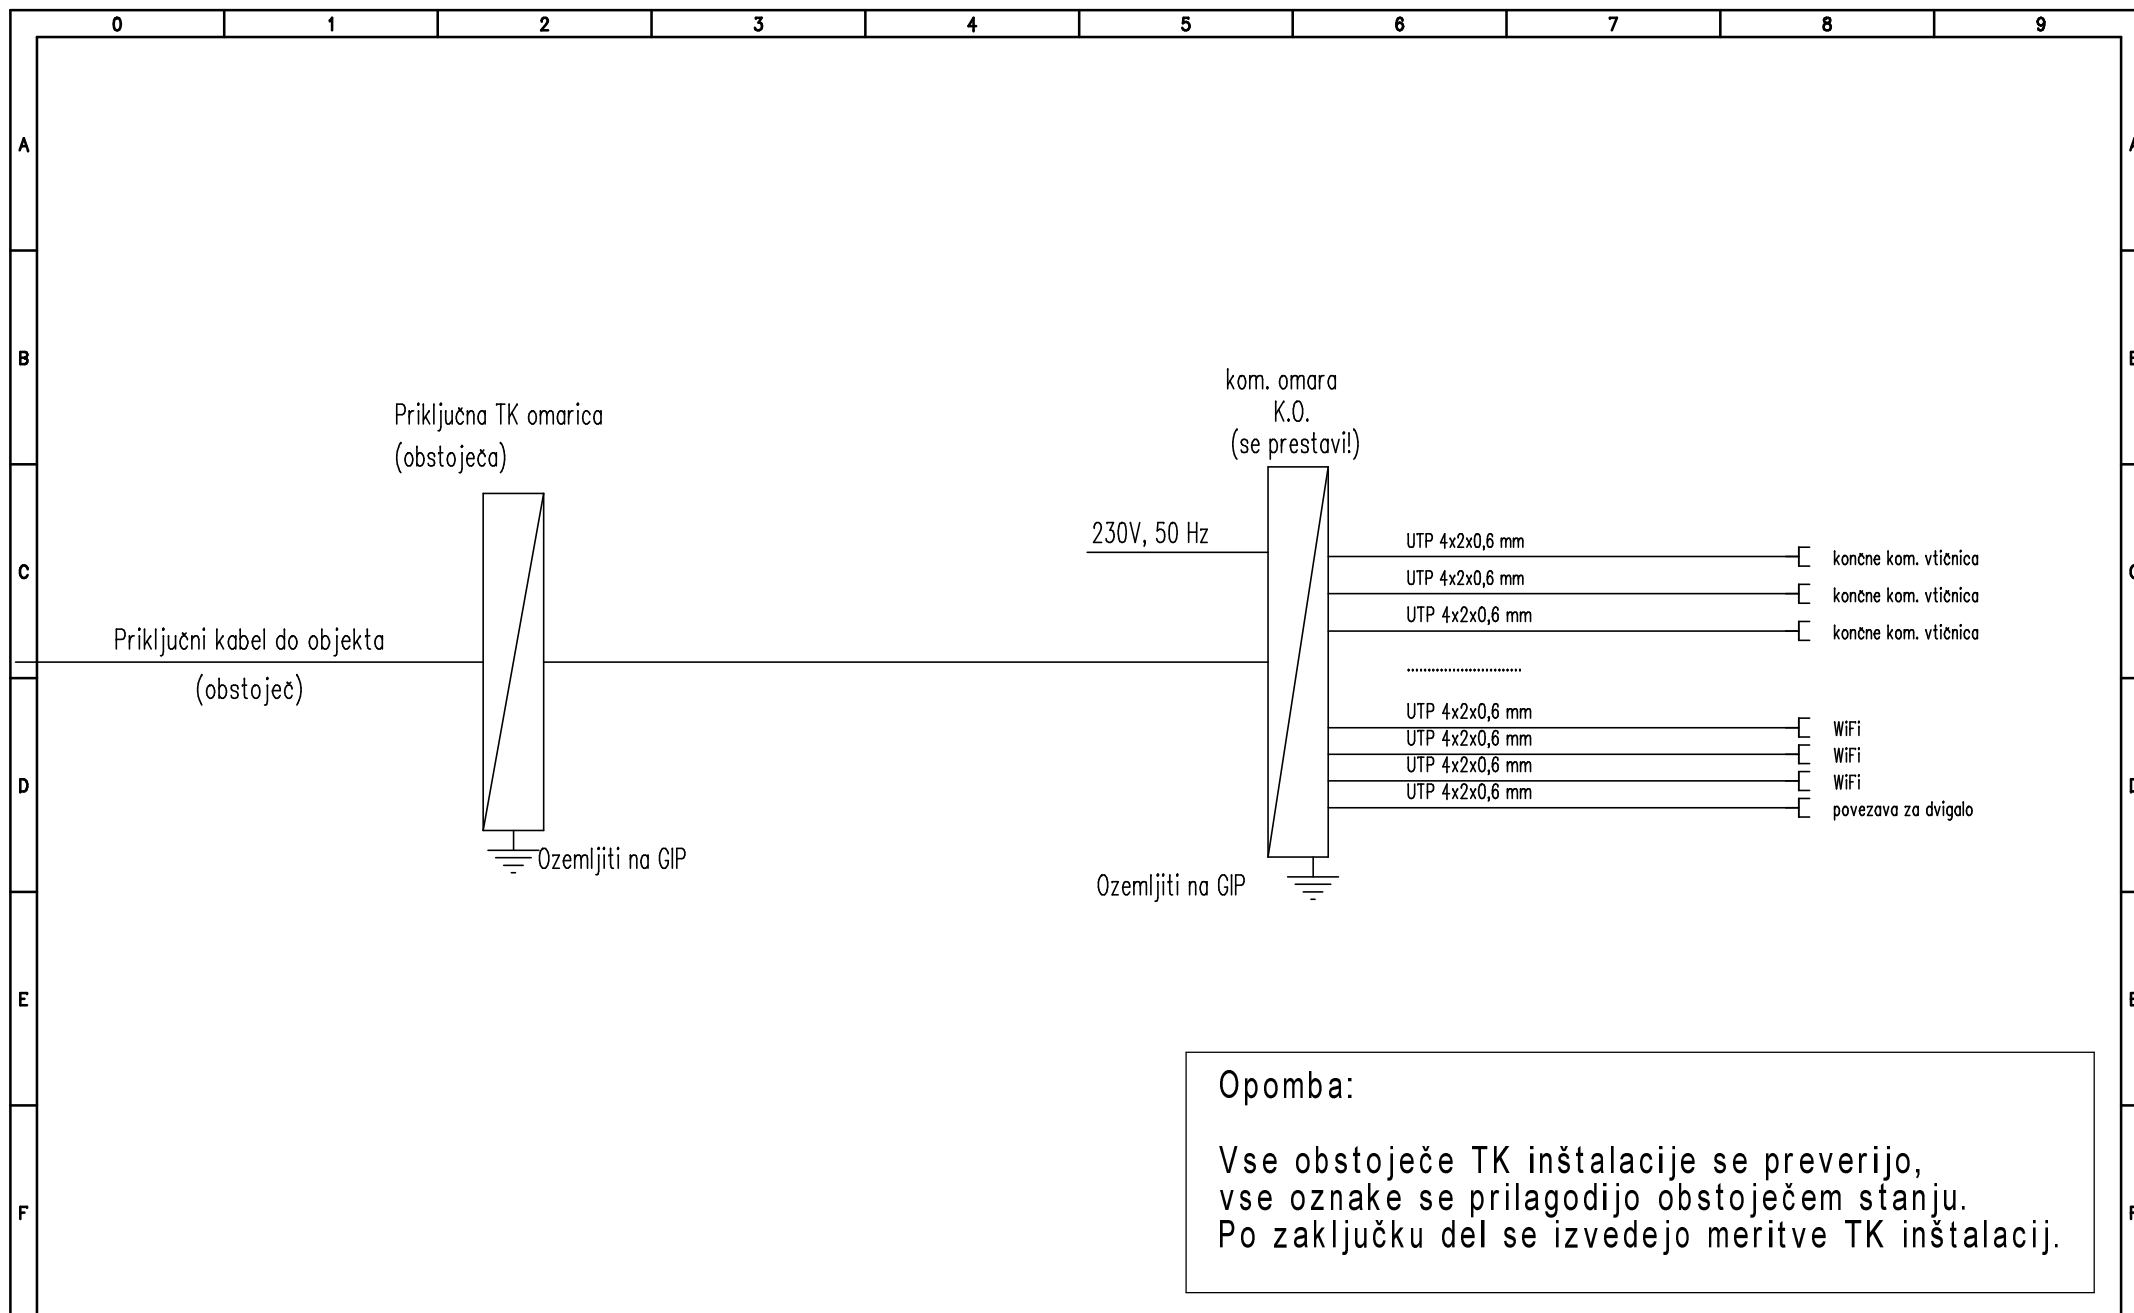 0 1 2 3 4 5 6 7 8 9
A
B
C
D
E
F
Priključna TK omarica
(obstoječa)
Priključni kabel do objekta
(obstoječ)
Ozemljiti na GIP
kom. omara
K.O.
(se prestavi!)
230V, 50 Hz
Ozemljiti na GIP
UTP 4x2x0,6 mm končne kom. vtičnica
UTP 4x2x0,6 mm končne kom. vtičnica
UTP 4x2x0,6 mm končne kom. vtičnica
............................
UTP 4x2x0,6 mm WiFi
UTP 4x2x0,6 mm WiFi
UTP 4x2x0,6 mm WiFi
UTP 4x2x0,6 mm povezava za dvigalo
Opomba:
Vse obstoječe TK inštalacije se preverijo,
vse oznake se prilagodijo obstoječem stanju.
Po zaključku del se izvedejo meritve TK inštalacij.